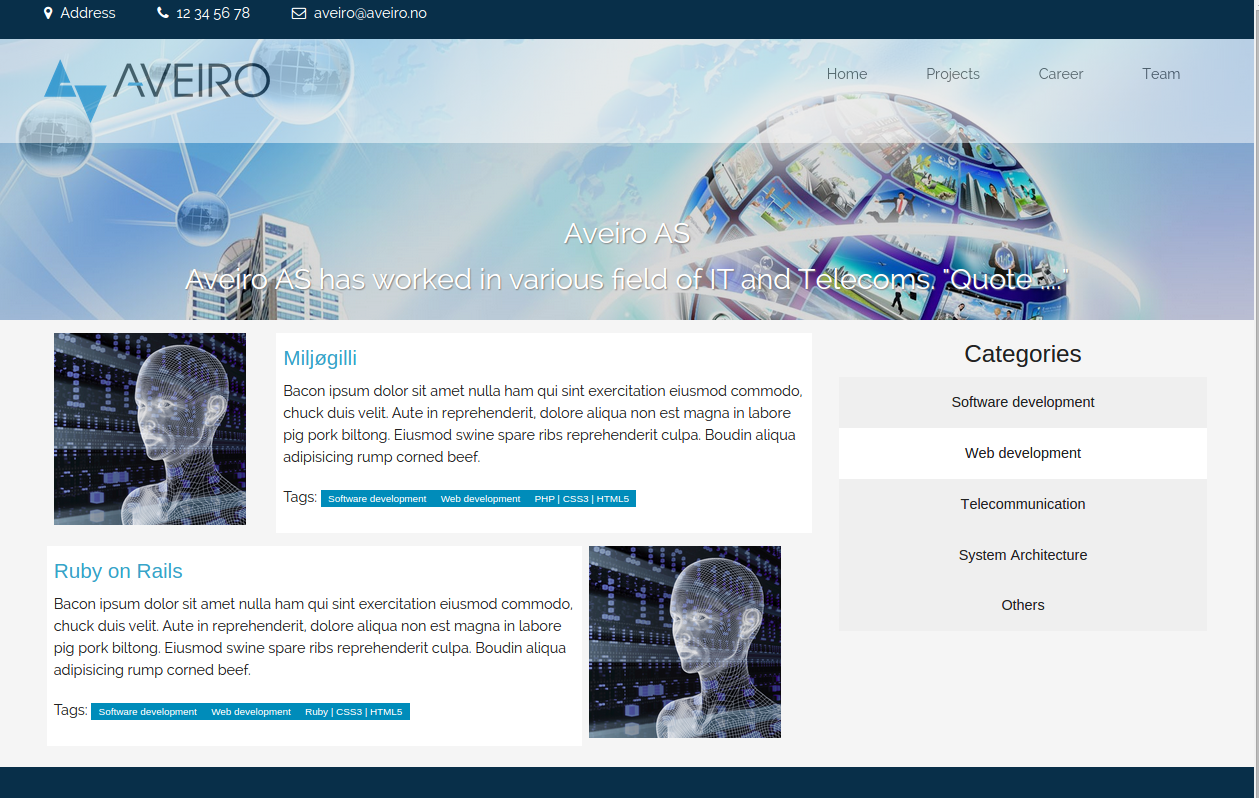 Address 12 34 56 78 aveiro@aveiro.no
AVEIRO
Home Projects Career Team
Aveiro AS
Aveiro AS has worked in various field of IT and Telecoms. "Quote ...."
Miljøgilli
Bacon ipsum dolor sit amet nulla ham qui sint exercitation eiusmod commodo,
chuck duis velit. Aute in reprehenderit, dolore aliqua non est magna in labore
pig pork biltong. Eiusmod swine spare ribs reprehenderit culpa. Boudin aliqua
adipisicing rump corned beef.
Tags: Software development Web development PHP | CSS3 | HTML5
Ruby on Rails
Bacon ipsum dolor sit amet nulla ham qui sint exercitation eiusmod commodo,
chuck duis velit. Aute in reprehenderit, dolore aliqua non est magna in labore
pig pork biltong. Eiusmod swine spare ribs reprehenderit culpa. Boudin aliqua
adipisicing rump corned beef.
Tags: Software development Web development Ruby | CSS3 | HTML5
Categories
Software development
Web development
Telecommunication
System Architecture
Others